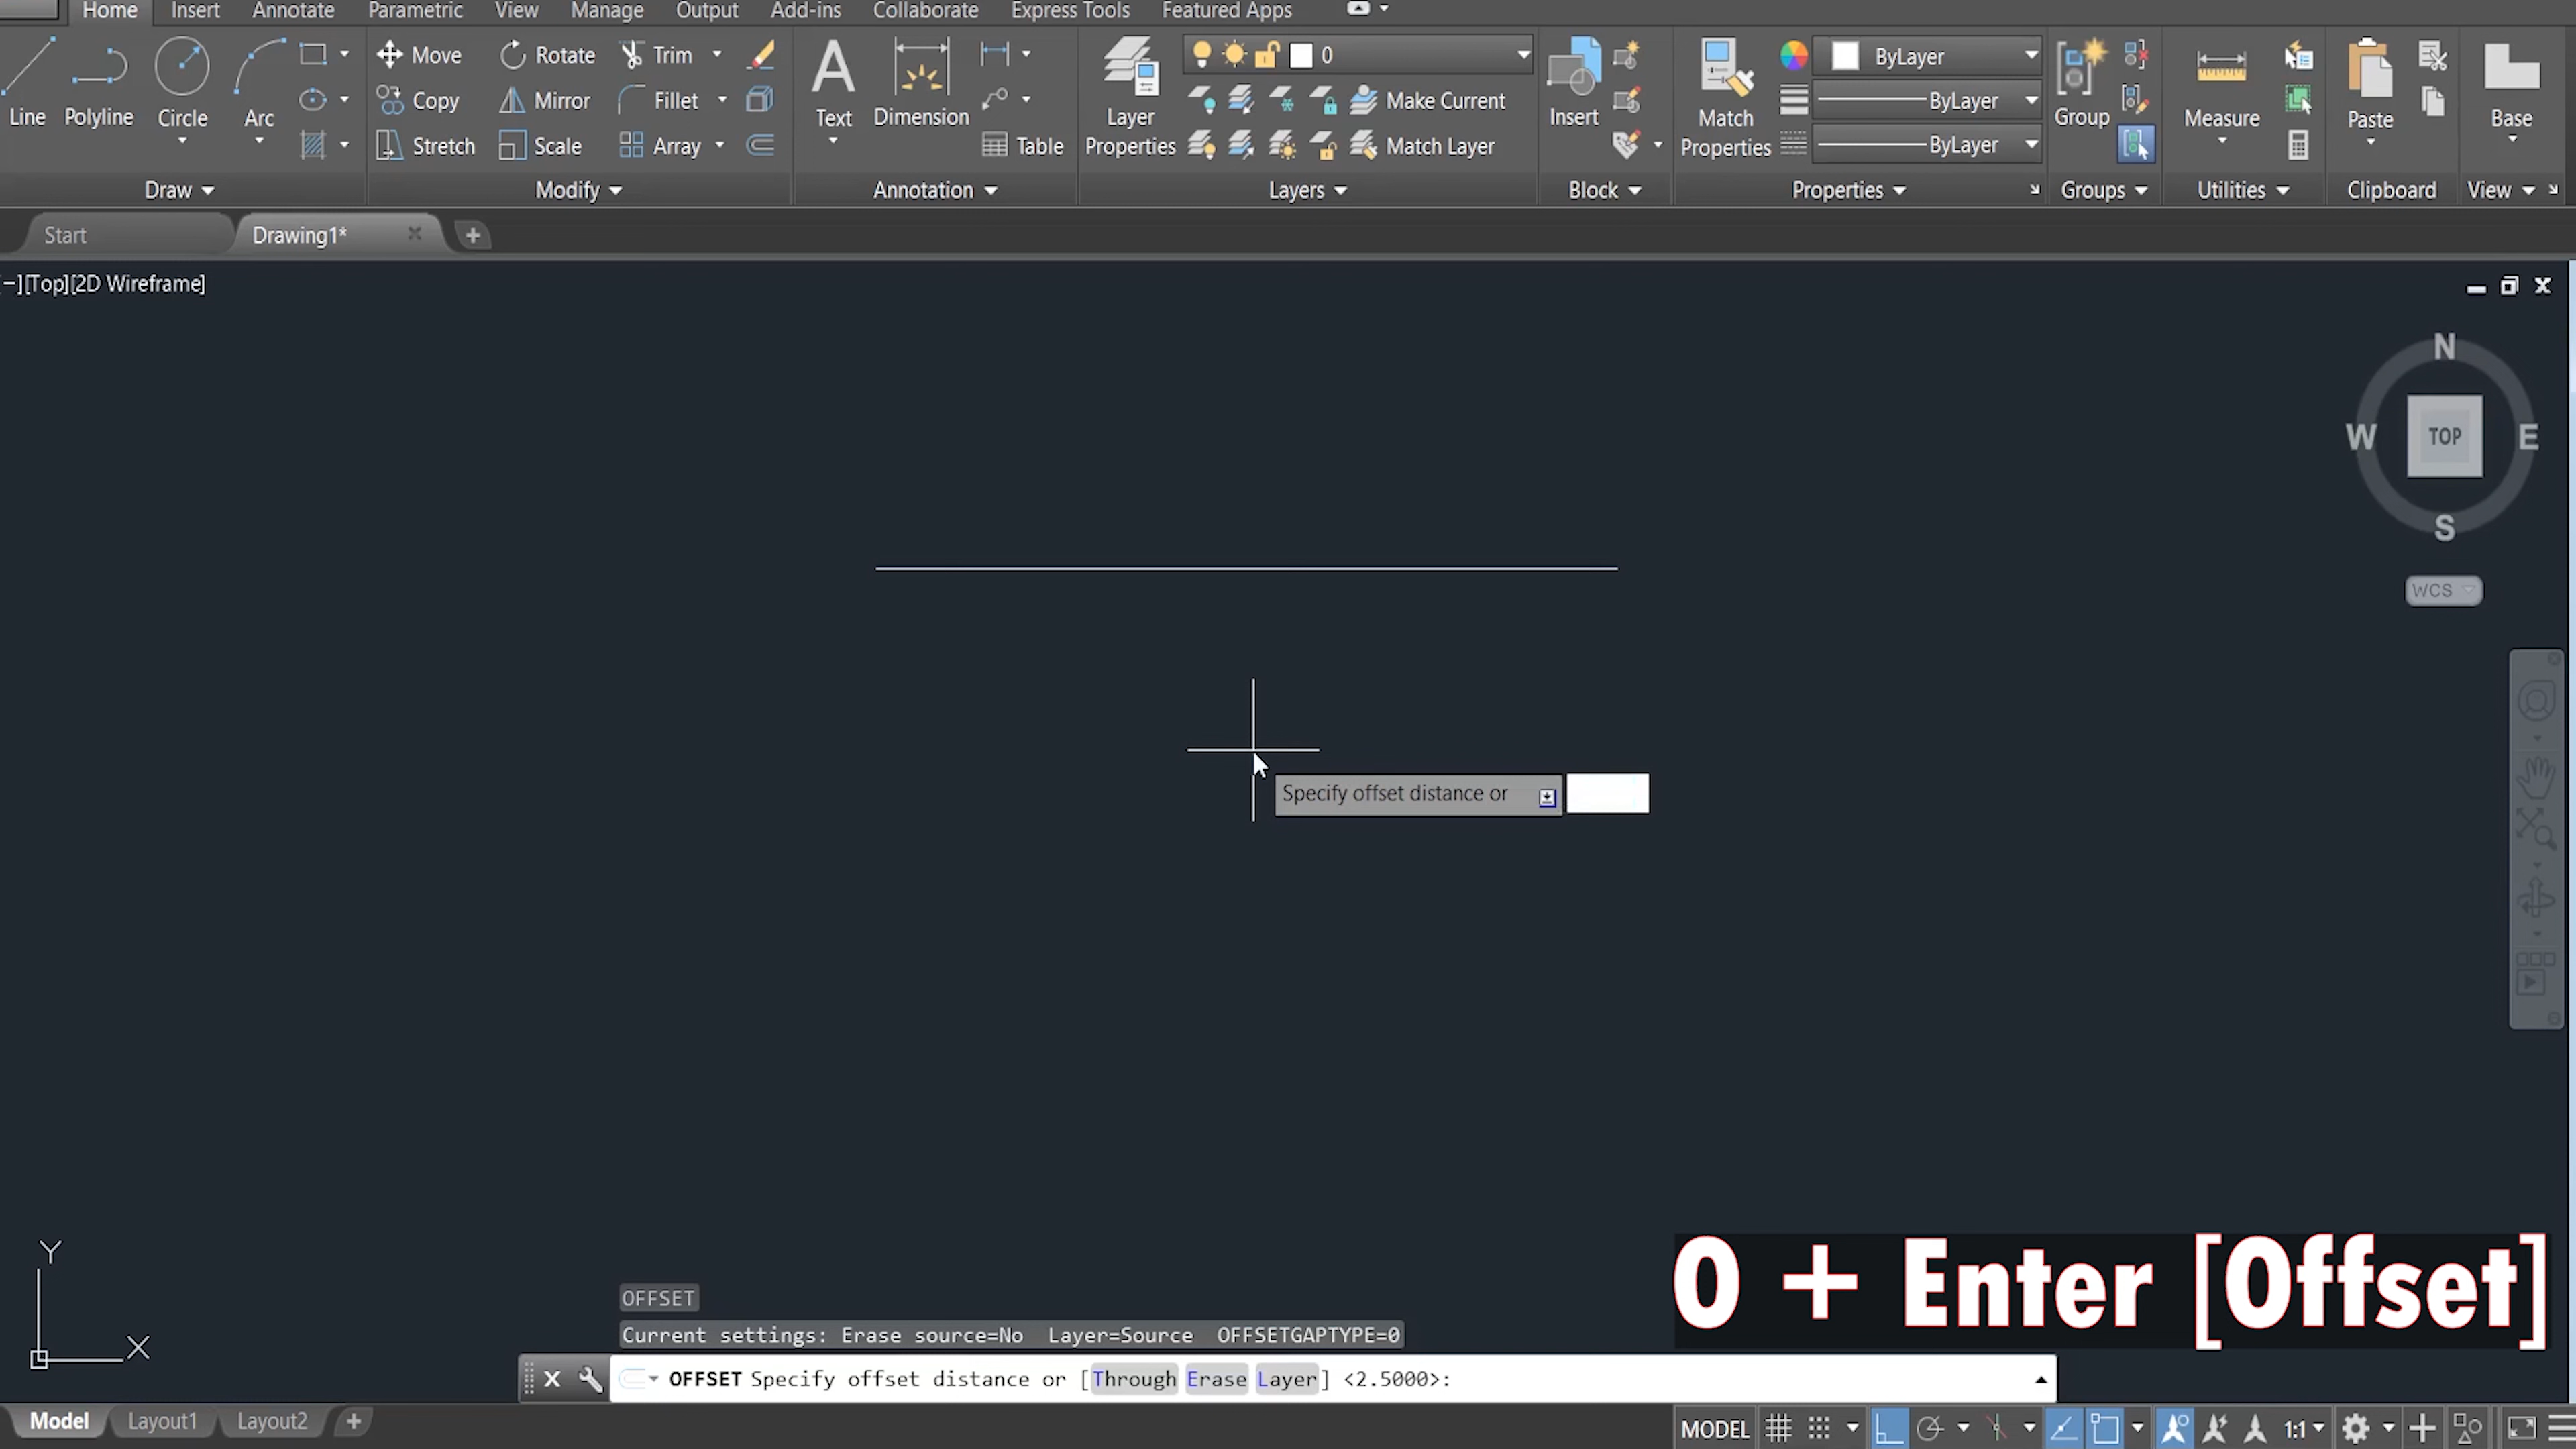 Home Insert Annotate Parametric View Manage Output Add-ins Collaborate Express Tools Featured Apps
Line Polyline Circle Arc
Move Rotate Trim
Copy Mirror Fillet
Stretch Scale Array
Text Dimension Table
Layer Properties
0
Make Current
Match Layer
Insert
Match Properties
ByLayer
ByLayer
ByLayer
Group
Measure
Paste
Base
Draw Modify Annotation Layers Block Properties Groups Utilities Clipboard View
Start Drawing1*
[−][Top][2D Wireframe]
N
W TOP E
S
WCS
Specify offset distance or
O + Enter [Offset]
Y
X
OFFSET
Current settings: Erase source=No Layer=Source OFFSETGAPTYPE=0
OFFSET Specify offset distance or [Through Erase Layer] <2.5000>:
Model Layout1 Layout2
MODEL 1:1